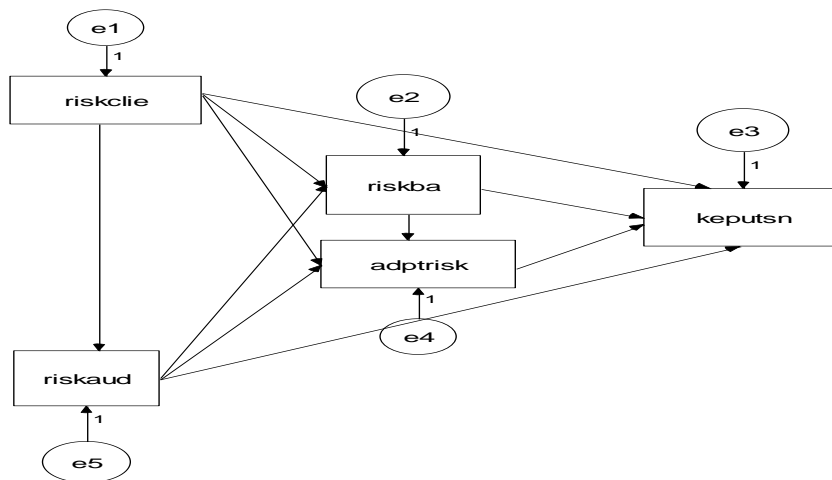 e1
1
riskclie
e2
1
e3
1
riskba
keputsn
adptrisk
1
e4
riskaud
1
e5